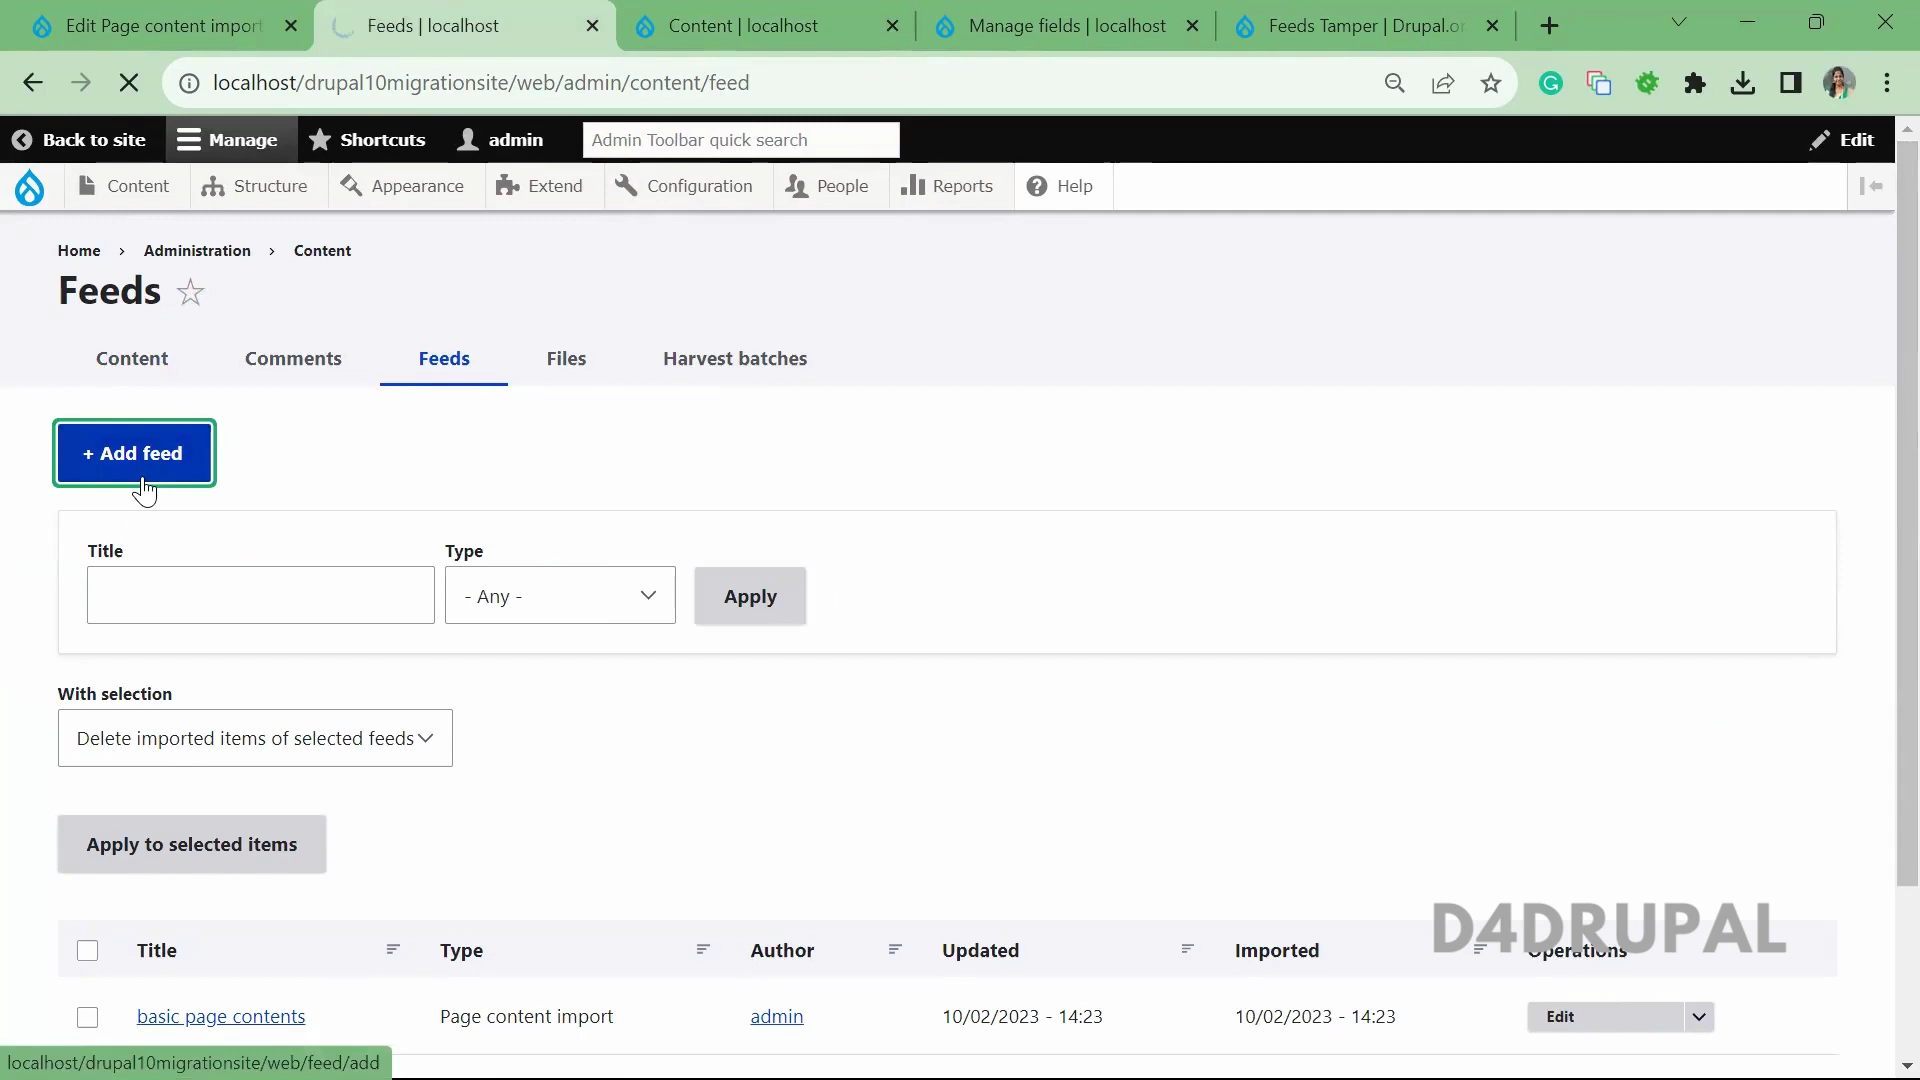 Edit Page content import
Feeds | localhost
Content | localhost
Manage fields | localhost
Feeds Tamper | Drupal.or
localhost/drupal10migrationsite/web/admin/content/feed
Back to site
Manage
Shortcuts
admin
Admin Toolbar quick search
Edit
Content
Structure
Appearance
Extend
Configuration
People
Reports
Help
Home › Administration › Content
Feeds
Content
Comments
Feeds
Files
Harvest batches
+ Add feed
Title
Type
- Any -
Apply
With selection
Delete imported items of selected feeds
Apply to selected items
D4DRUPAL
Title
Type
Author
Updated
Imported
Operations
basic page contents
Page content import
admin
10/02/2023 - 14:23
10/02/2023 - 14:23
Edit
localhost/drupal10migrationsite/web/feed/add